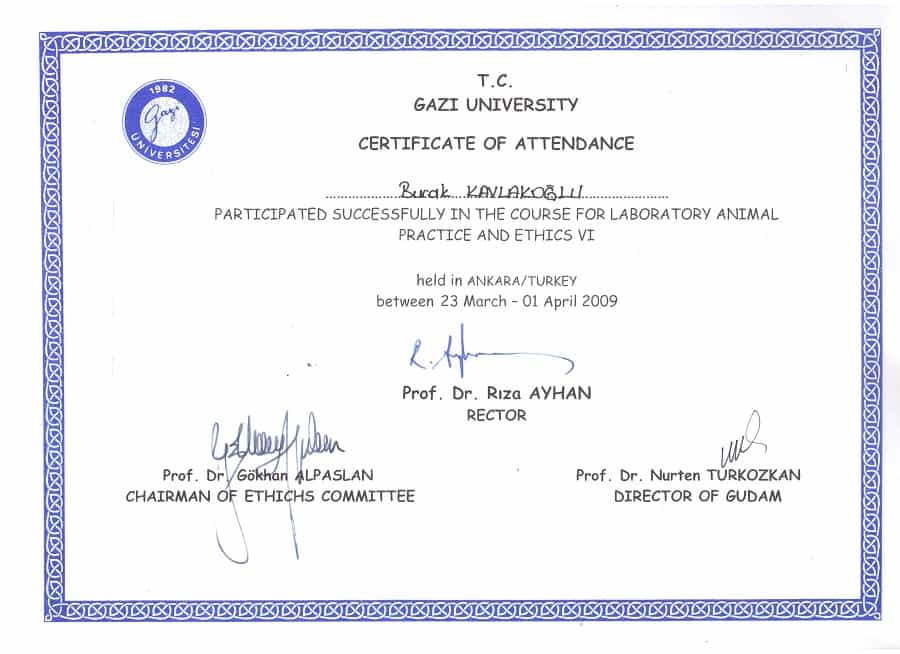 1982
Gazi
ÜNİVERSİTESİ
T.C.
GAZI UNIVERSITY
CERTIFICATE OF ATTENDANCE
Burak KAVLAKOĞLU
PARTICIPATED SUCCESSFULLY IN THE COURSE FOR LABORATORY ANIMAL
PRACTICE AND ETHICS VI
held in ANKARA/TURKEY
between 23 March – 01 April 2009
R. Ayhan
Prof. Dr. Rıza AYHAN
RECTOR
Prof. Dr. Gökhan ALPASLAN
CHAIRMAN OF ETHICHS COMMITTEE
Prof. Dr. Nurten TURKOZKAN
DIRECTOR OF GUDAM